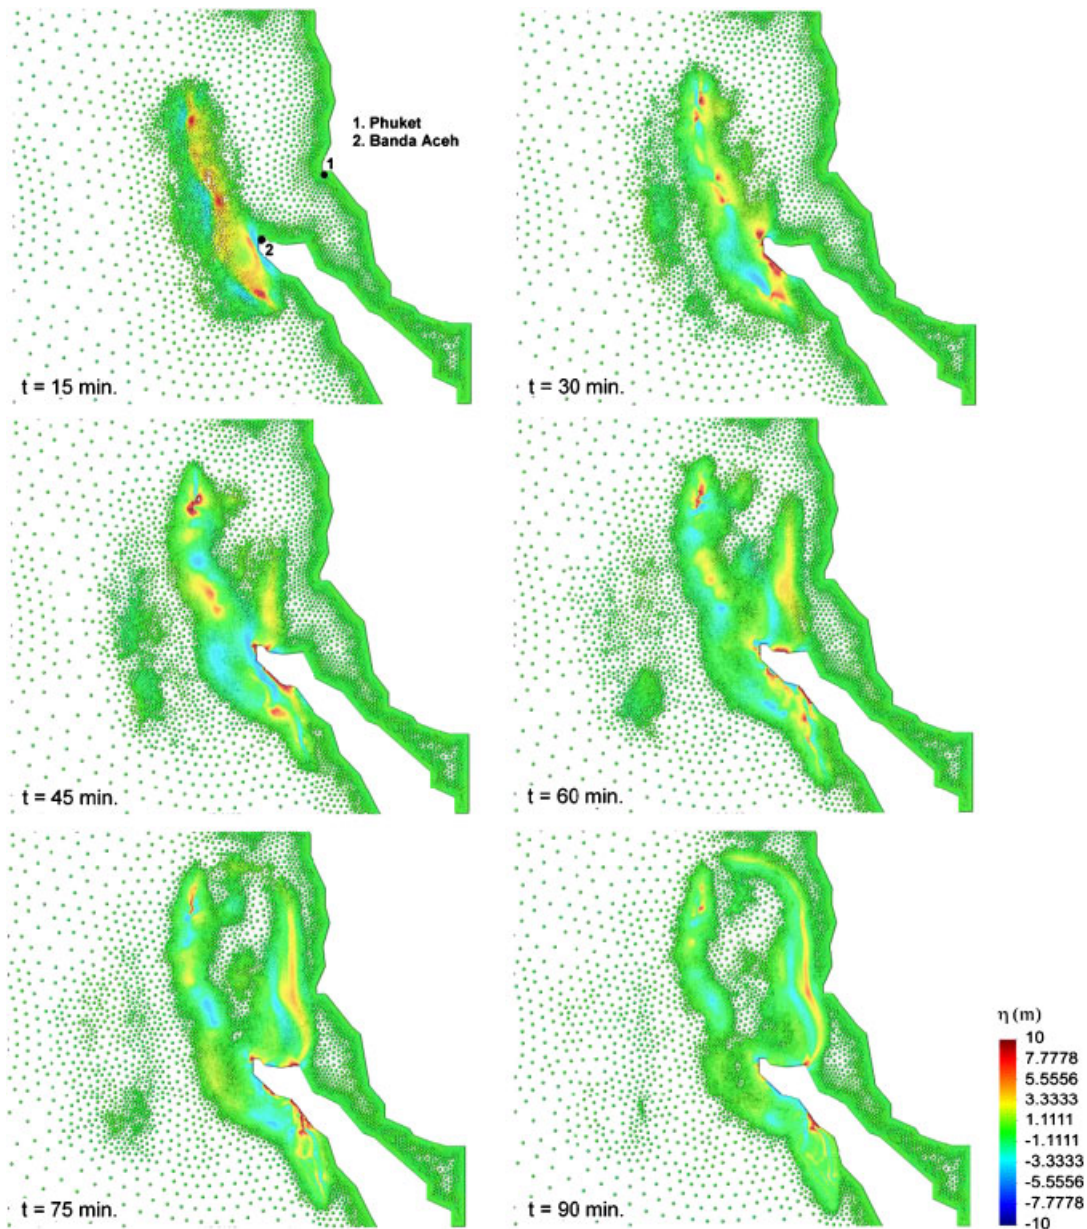 1. Phuket
2. Banda Aceh
1
2
t = 15 min.
t = 30 min.
t = 45 min.
t = 60 min.
t = 75 min.
t = 90 min.
η (m)
10
7.7778
5.5556
3.3333
1.1111
-1.1111
-3.3333
-5.5556
-7.7778
-10